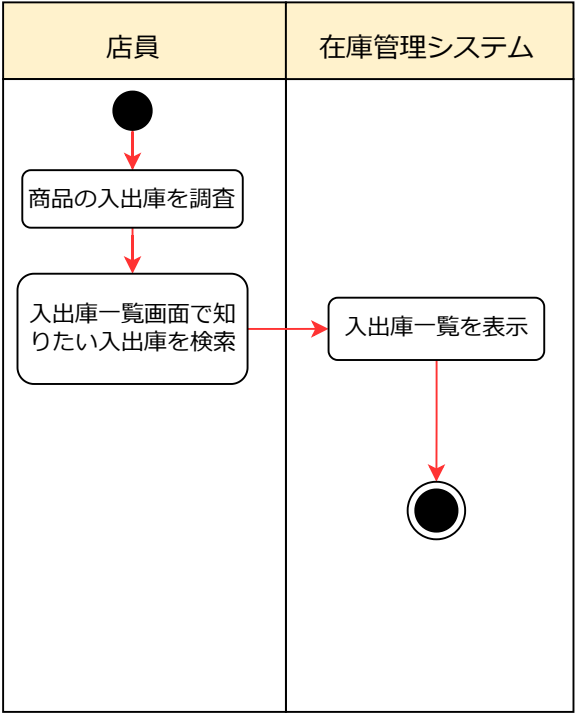 店員
在庫管理システム
商品の入出庫を調査
入出庫一覧画面で知
りたい入出庫を検索
入出庫一覧を表示